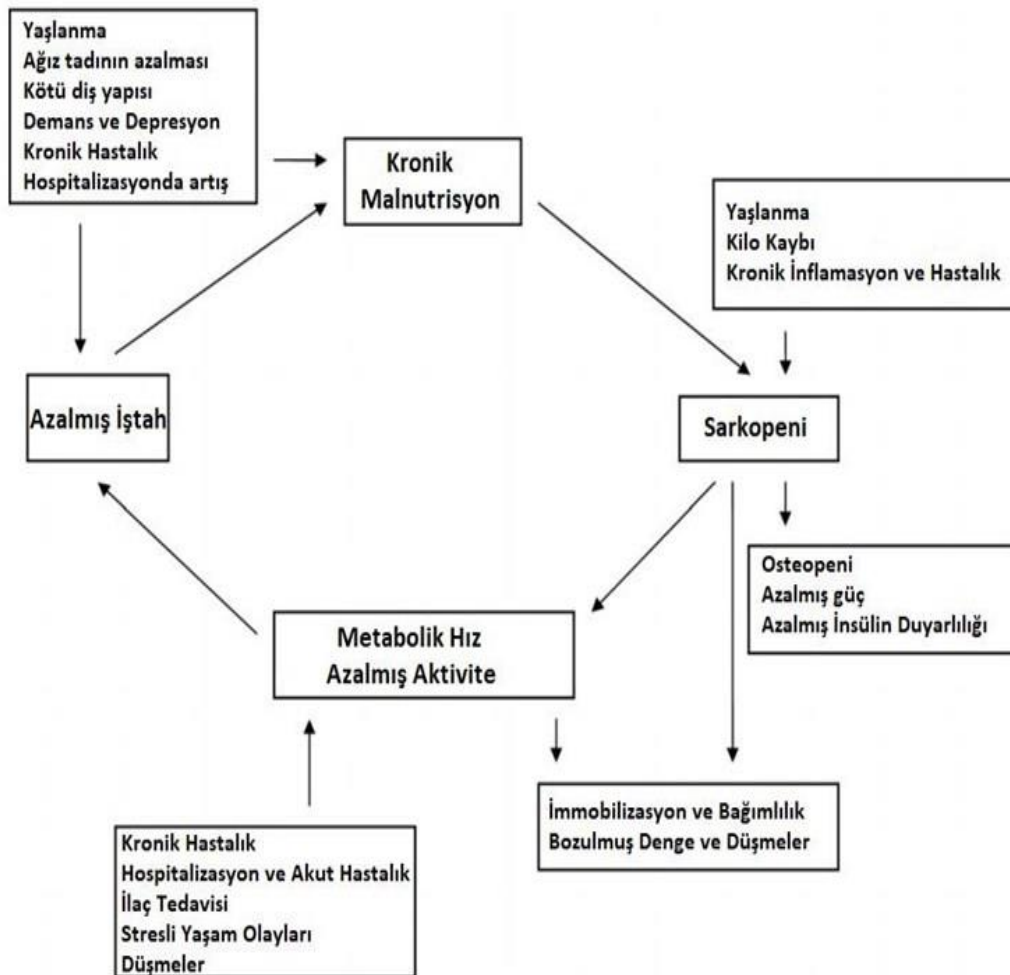 Yaşlanma
Ağız tadının azalması
Kötü diş yapısı
Demans ve Depresyon
Kronik Hastalık
Hospitalizasyonda artış
Kronik
Malnutrisyon
Yaşlanma
Kilo Kaybı
Kronik İnflamasyon ve Hastalık
Azalmış İştah
Sarkopeni
Osteopeni
Azalmış güç
Azalmış İnsülin Duyarlılığı
Metabolik Hız
Azalmış Aktivite
İmmobilizasyon ve Bağımlılık
Bozulmuş Denge ve Düşmeler
Kronik Hastalık
Hospitalizasyon ve Akut Hastalık
İlaç Tedavisi
Stresli Yaşam Olayları
Düşmeler